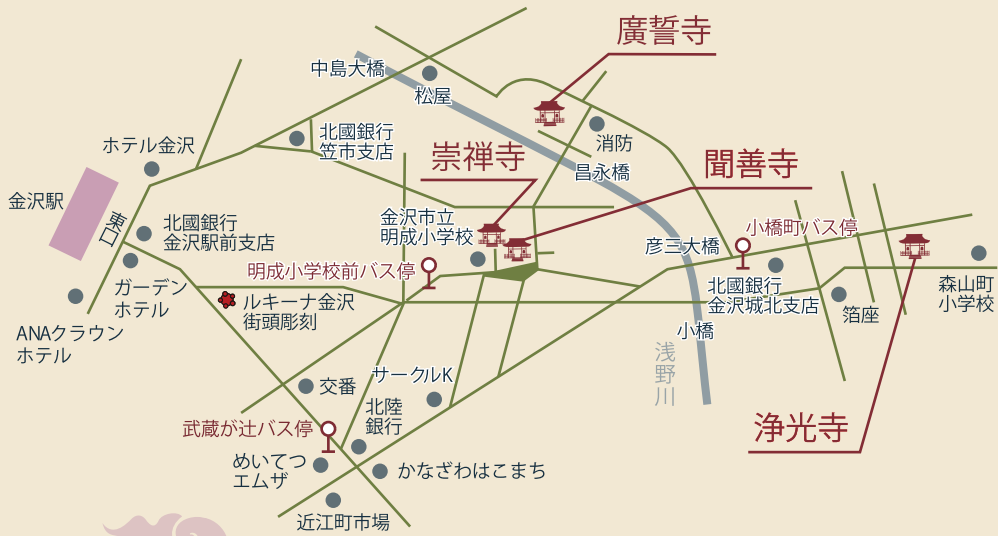 廣誓寺
中島大橋
松屋
北國銀行
笠市支店
消防
ホテル金沢
崇禅寺
昌永橋
聞善寺
金沢駅
東口
北國銀行
金沢駅前支店
金沢市立
明成小学校
小橋町バス停
彦三大橋
明成小学校前バス停
ガーデン
ホテル
ルキーナ金沢
街頭彫刻
北國銀行
金沢城北支店
森山町
小学校
箔座
ANAクラウン
ホテル
小橋
浅野川
交番
サークルK
北陸
銀行
浄光寺
武蔵が辻バス停
めいてつ
エムザ
かなざわはこまち
近江町市場